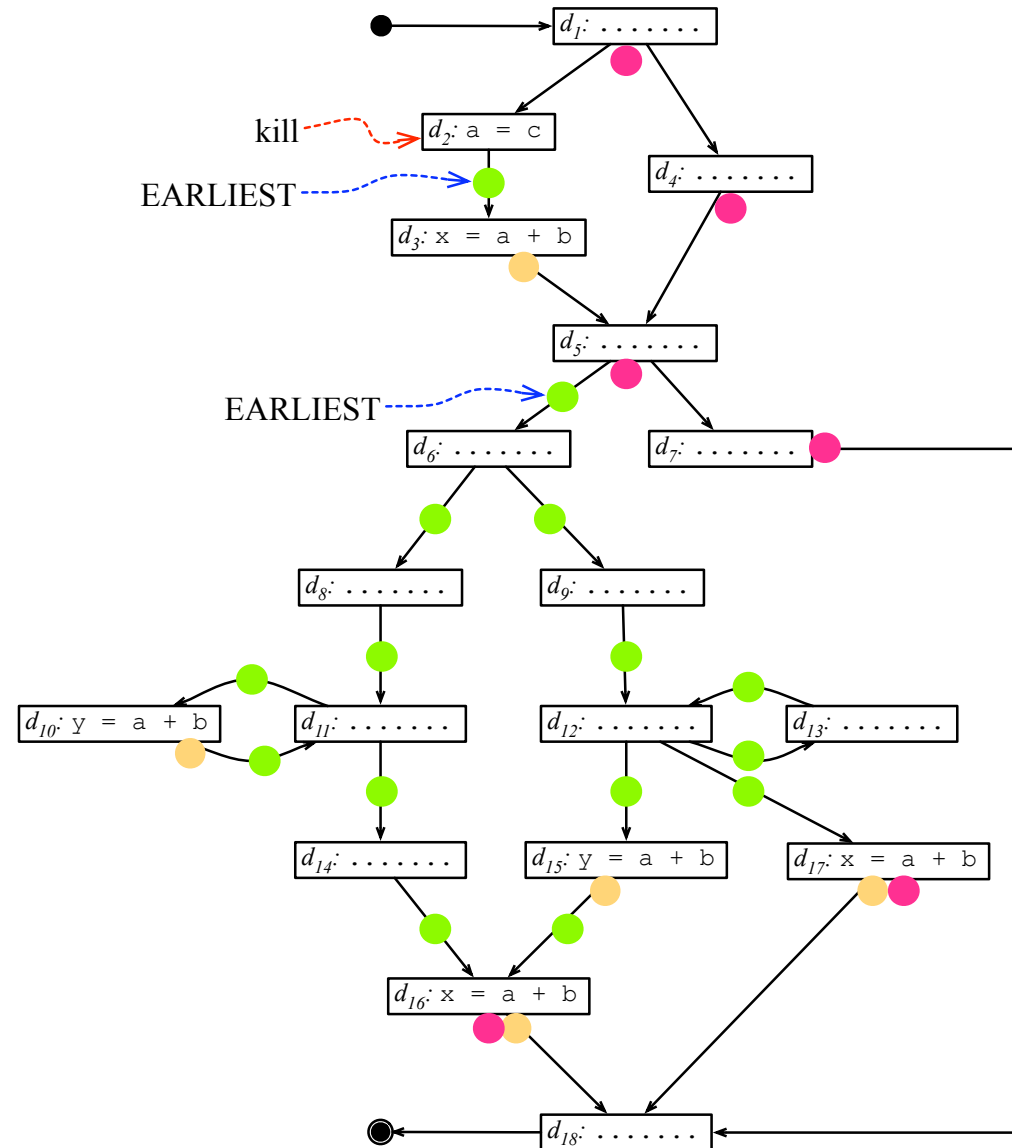 d1: .......
kill
d2: a = c
d4: .......
EARLIEST
d3: x = a + b
d5: .......
EARLIEST
d6: .......
d7: .......
d8: .......
d9: .......
d10: y = a + b
d11: .......
d12: .......
d13: .......
d14: .......
d15: y = a + b
d17: x = a + b
d16: x = a + b
d18: .......